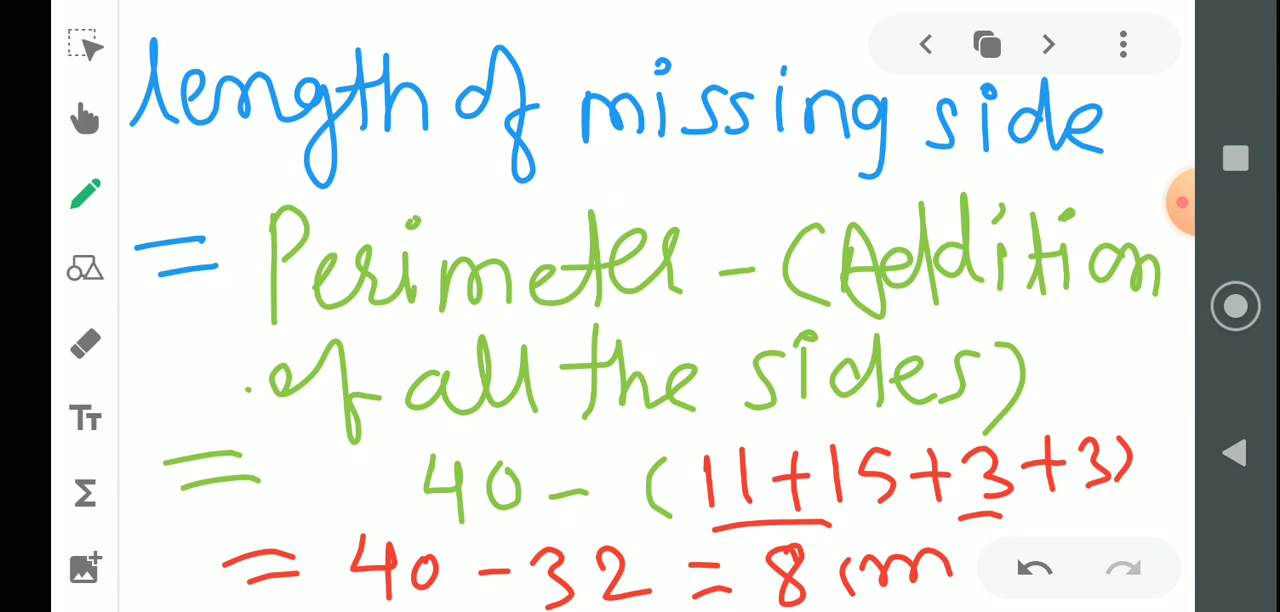 length of missing side
= Perimeter - (Addition
of all the sides)
= 40 - (11+15+3+3)
= 40 - 32 = 8 cm
Tт
Σ